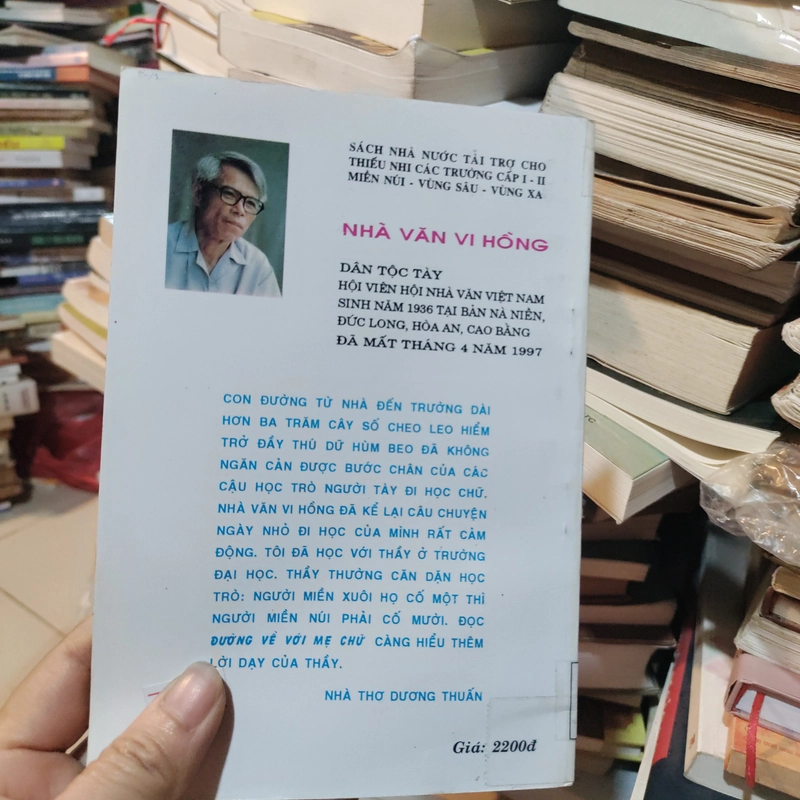 SÁCH NHÀ NƯỚC TÀI TRỢ CHO
THIẾU NHI CÁC TRƯỜNG CẤP I - II
MIỀN NÚI - VÙNG SÂU - VÙNG XA
NHÀ VĂN VI HỒNG
DÂN TỘC TÀY
HỘI VIÊN HỘI NHÀ VĂN VIỆT NAM
SINH NĂM 1936 TẠI BẢN NÀ NIỀN,
ĐỨC LONG, HÒA AN, CAO BẰNG
ĐÃ MẤT THÁNG 4 NĂM 1997
CON ĐƯỜNG TỪ NHÀ ĐẾN TRƯỜNG DÀI
HƠN BA TRĂM CÂY SỐ CHEO LEO HIỂM
TRỞ ĐẦY THÚ DỮ HÙM BEO ĐÃ KHÔNG
NGĂN CẢN ĐƯỢC BƯỚC CHÂN CỦA CÁC
CẬU HỌC TRÒ NGƯỜI TÀY ĐI HỌC CHỮ.
NHÀ VĂN VI HỒNG ĐÃ KỂ LẠI CÂU CHUYỆN
NGÀY NHỎ ĐI HỌC CỦA MÌNH RẤT CẢM
ĐỘNG. TÔI ĐÃ HỌC VỚI THẦY Ở TRƯỜNG
ĐẠI HỌC. THẦY THƯỜNG CĂN DẶN HỌC
TRÒ: NGƯỜI MIỀN XUÔI HỌ CỐ MỘT THÌ
NGƯỜI MIỀN NÚI PHẢI CỐ MƯỜI. ĐỌC
ĐƯỜNG VỀ VỚI MẸ CHỮ CÀNG HIỂU THÊM
LỜI DẠY CỦA THẦY.
NHÀ THƠ DƯƠNG THUẤN
Giá: 2200đ